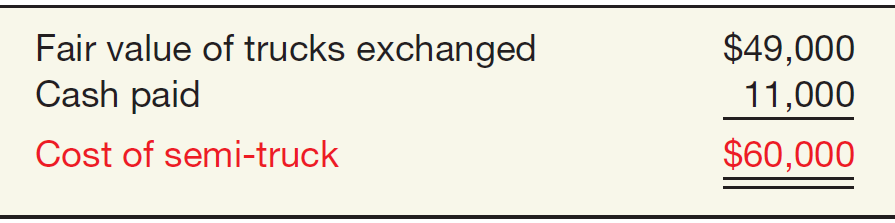 Fair value of trucks exchanged $49,000
Cash paid 11,000
Cost of semi-truck $60,000